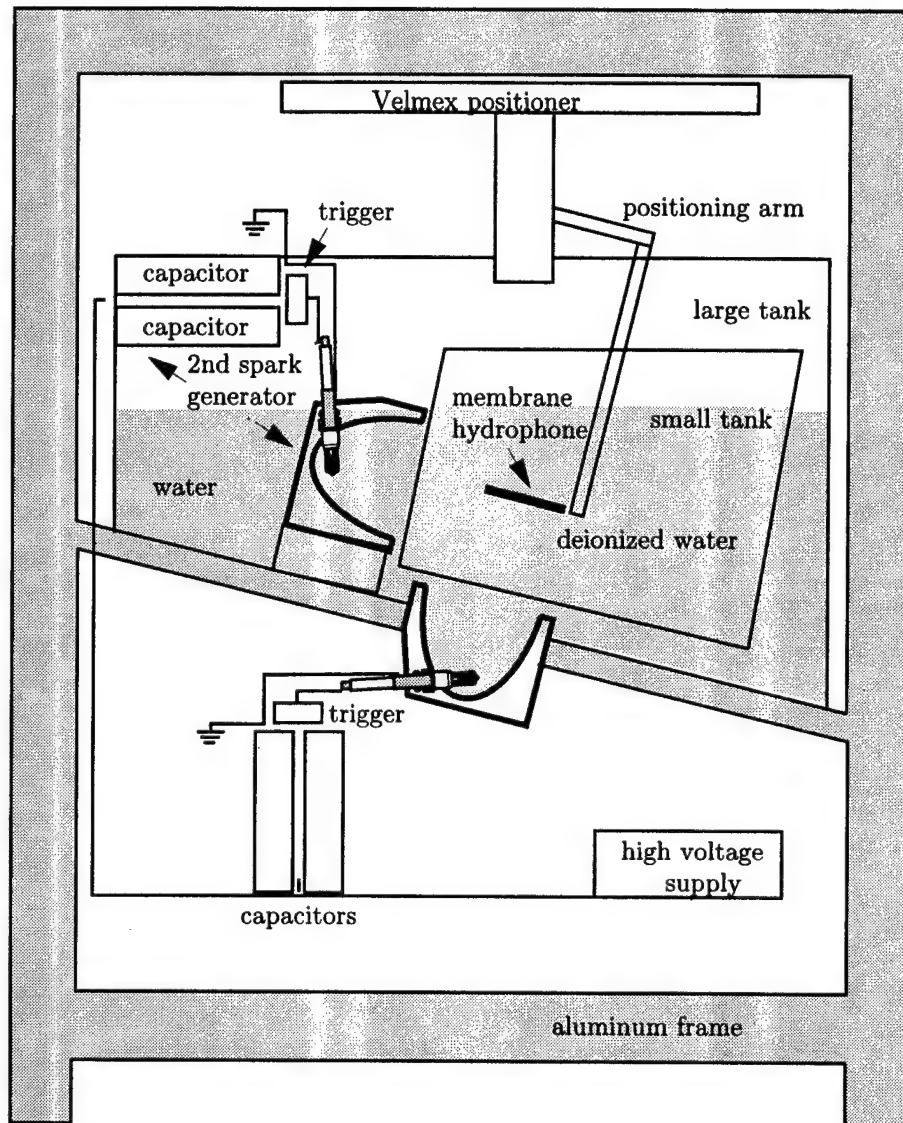 Velmex positioner
positioning arm
trigger
capacitor
large tank
capacitor
2nd spark
generator
membrane
hydrophone
small tank
water
deionized water
trigger
high voltage
supply
capacitors
aluminum frame